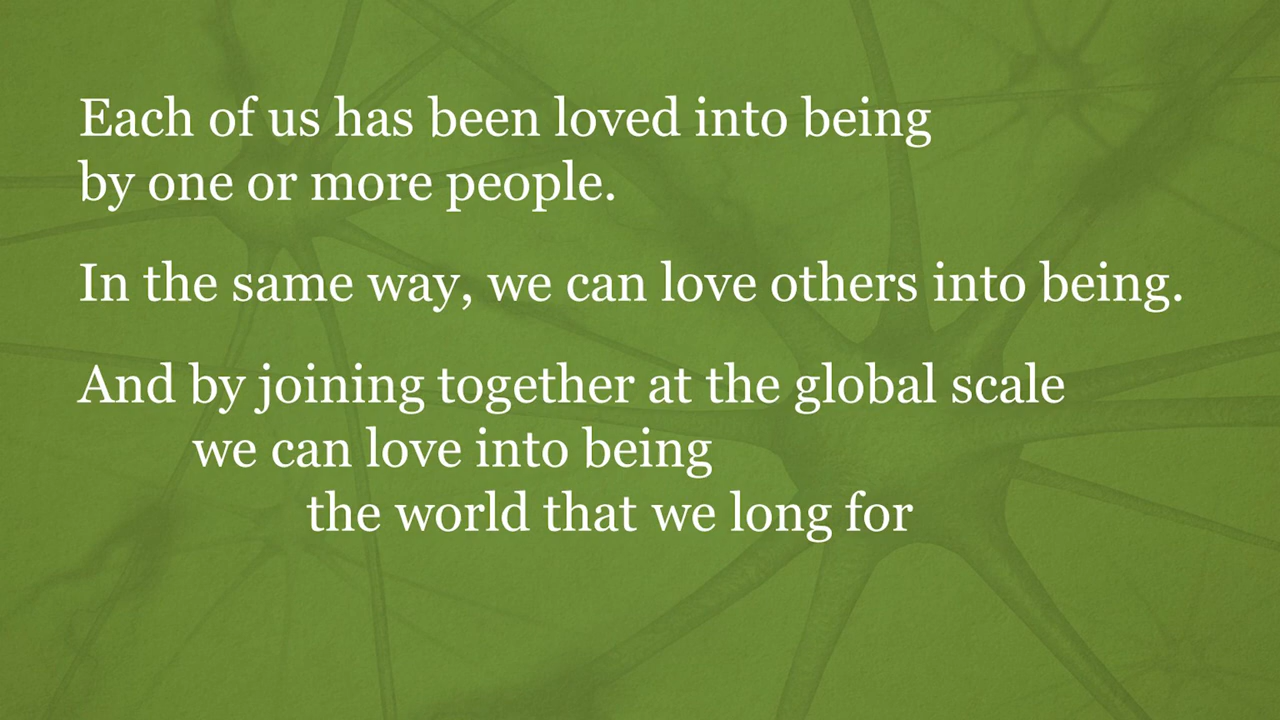 Each of us has been loved into being
by one or more people.
In the same way, we can love others into being.
And by joining together at the global scale
we can love into being
the world that we long for